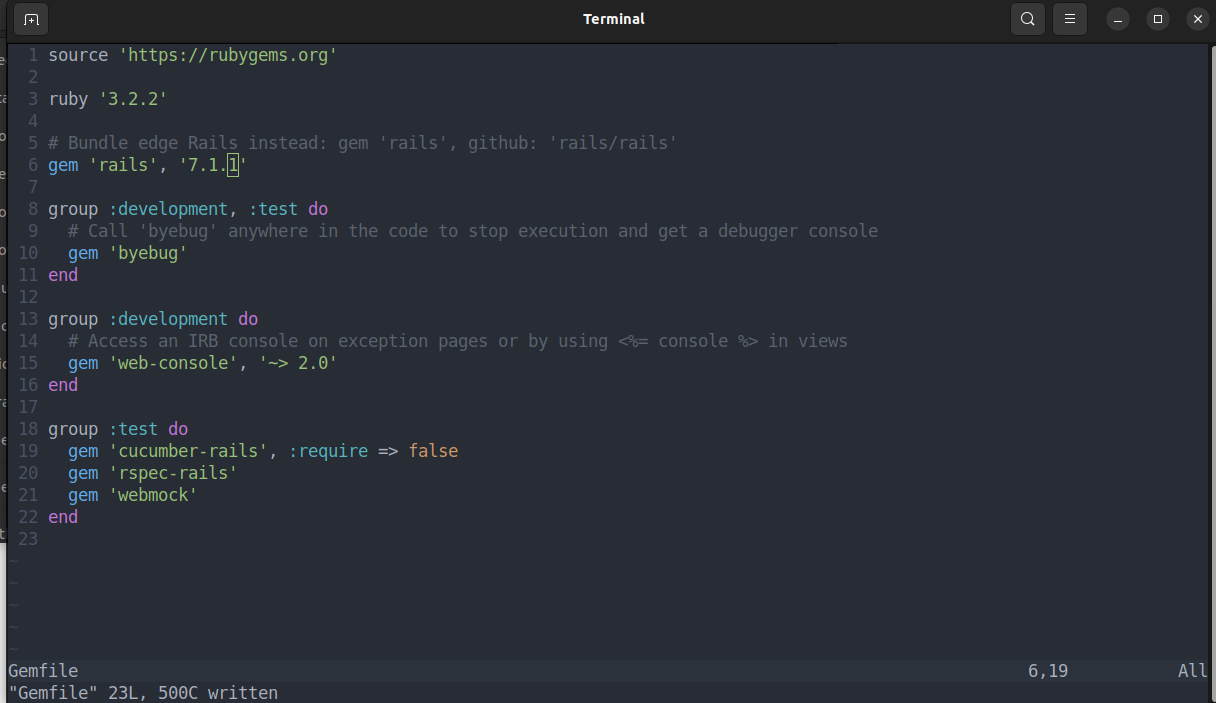 Terminal
1 source 'https://rubygems.org'
2
3 ruby '3.2.2'
4
5 # Bundle edge Rails instead: gem 'rails', github: 'rails/rails'
6 gem 'rails', '7.1.1'
7
8 group :development, :test do
9   # Call 'byebug' anywhere in the code to stop execution and get a debugger console
10   gem 'byebug'
11 end
12
13 group :development do
14   # Access an IRB console on exception pages or by using <%= console %> in views
15   gem 'web-console', '~> 2.0'
16 end
17
18 group :test do
19   gem 'cucumber-rails', :require => false
20   gem 'rspec-rails'
21   gem 'webmock'
22 end
23
~
~
~
~
~
Gemfile 6,19 All
"Gemfile" 23L, 500C written